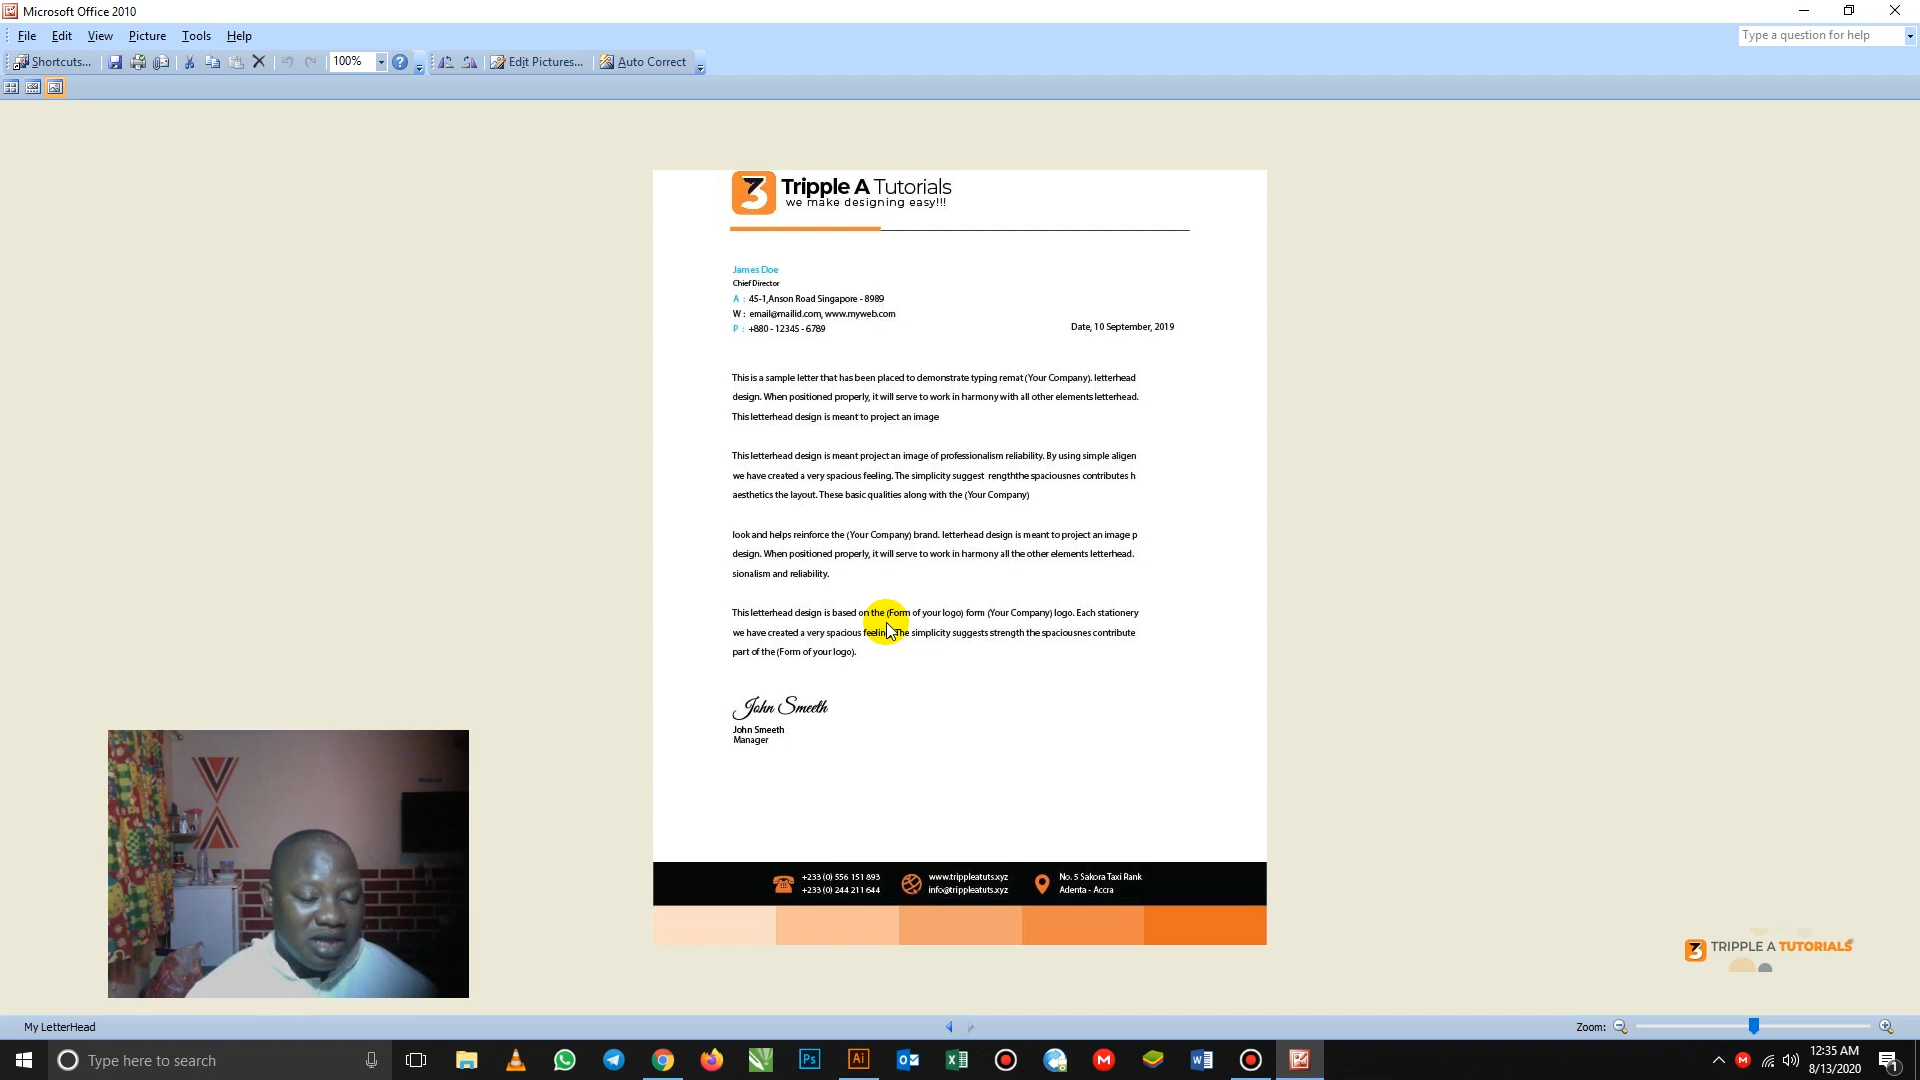 Microsoft Office 2010
File Edit View Picture Tools Help
Type a question for help
Shortcuts... 100% Edit Pictures... Auto Correct
3 Tripple A Tutorials
we make designing easy!!!
James Doe
Chief Director
A : 45-1,Anson Road Singapore - 8989
W : email@mailid.com, www.myweb.com
P : +880 - 12345 - 6789
Date, 10 September, 2019
This is a sample letter that has been placed to demonstrate typing remat (Your Company). letterhead
design. When positioned properly, it will serve to work in harmony with all other elements letterhead.
This letterhead design is meant to project an image
This letterhead design is meant project an image of professionalism reliability. By using simple aligen
we have created a very spacious feeling. The simplicity suggest rengththe spaciousnes contributes h
aesthetics the layout. These basic qualities along with the (Your Company)
look and helps reinforce the (Your Company) brand. letterhead design is meant to project an image p
design. When positioned properly, it will serve to work in harmony all the other elements letterhead.
sionalism and reliability.
This letterhead design is based on the (Form of your logo) form (Your Company) logo. Each stationery
we have created a very spacious feeling. The simplicity suggests strength the spaciousnes contribute
part of the (Form of your logo).
John Smeeth
John Smeeth
Manager
+233 (0) 556 151 893
+233 (0) 244 211 644
www.trippleatuts.xyz
info@trippleatuts.xyz
No. 5 Sakora Taxi Rank
Adenta - Accra
3 TRIPPLE A TUTORIALS
My LetterHead
Zoom:
Type here to search
Ps
Ai
12:35 AM
8/13/2020
1